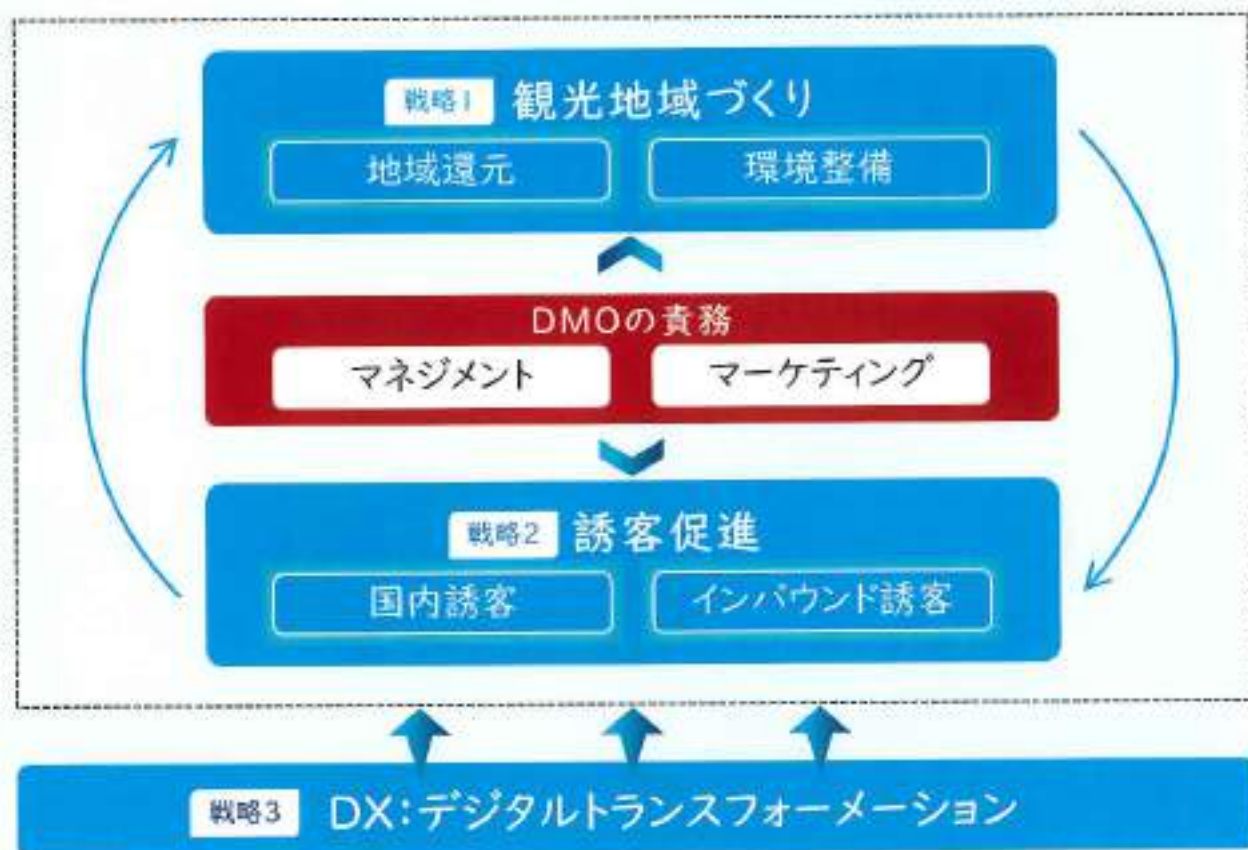 戦略1 観光地域づくり
地域還元 環境整備
DMOの責務
マネジメント マーケティング
戦略2 誘客促進
国内誘客 インバウンド誘客
戦略3 DX:デジタルトランスフォーメーション